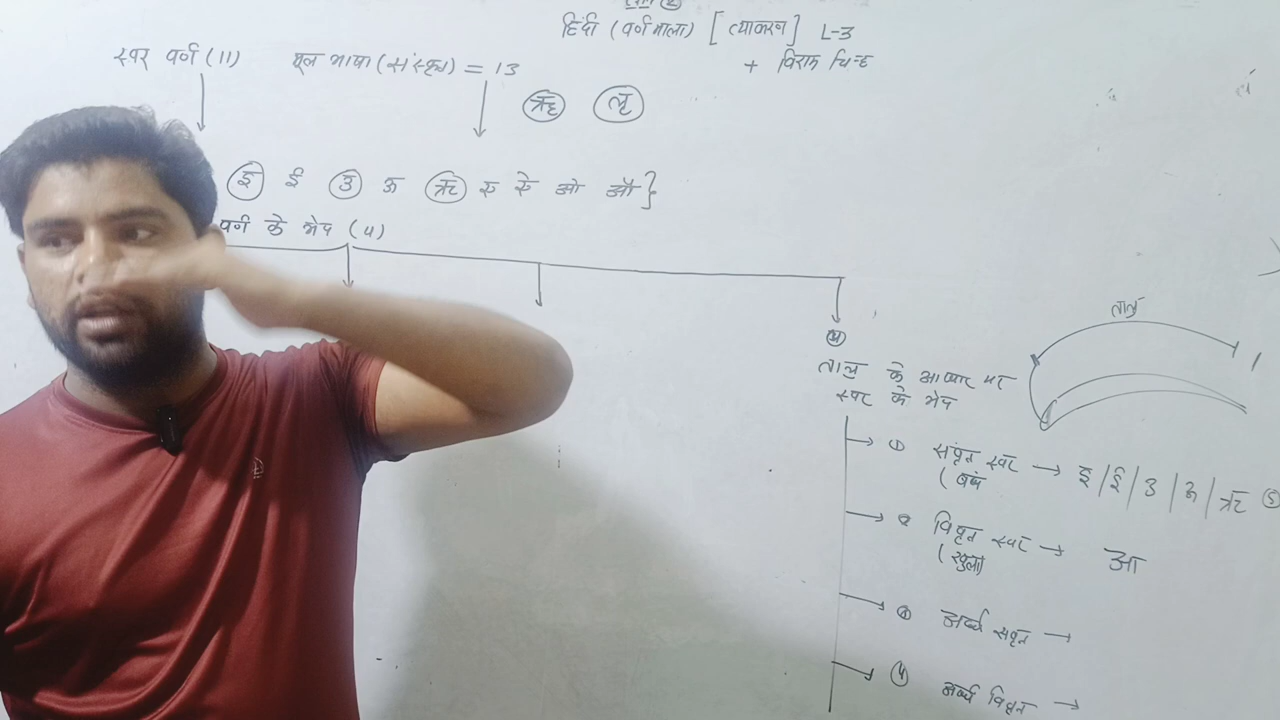 हिंदी (वर्णमाला) [व्याकरण] L-3
+ विराम चिन्ह
स्वर वर्ण (11)
मूल भाषा (संस्कृत) = 13
ॠ ॡ
इ ई उ ऊ ऋ ए ऐ ओ औ}
वर्ण के भेद (4)
4
तालु के आधार पर
स्वर के भेद
तालु
1 संवृत स्वर → इ/ई/उ/ऊ/ऋ 5
(बंद
2 विवृत स्वर → आ
(खुला)
3 अर्ध्द संवृत →
4 अर्ध्द विवृत →